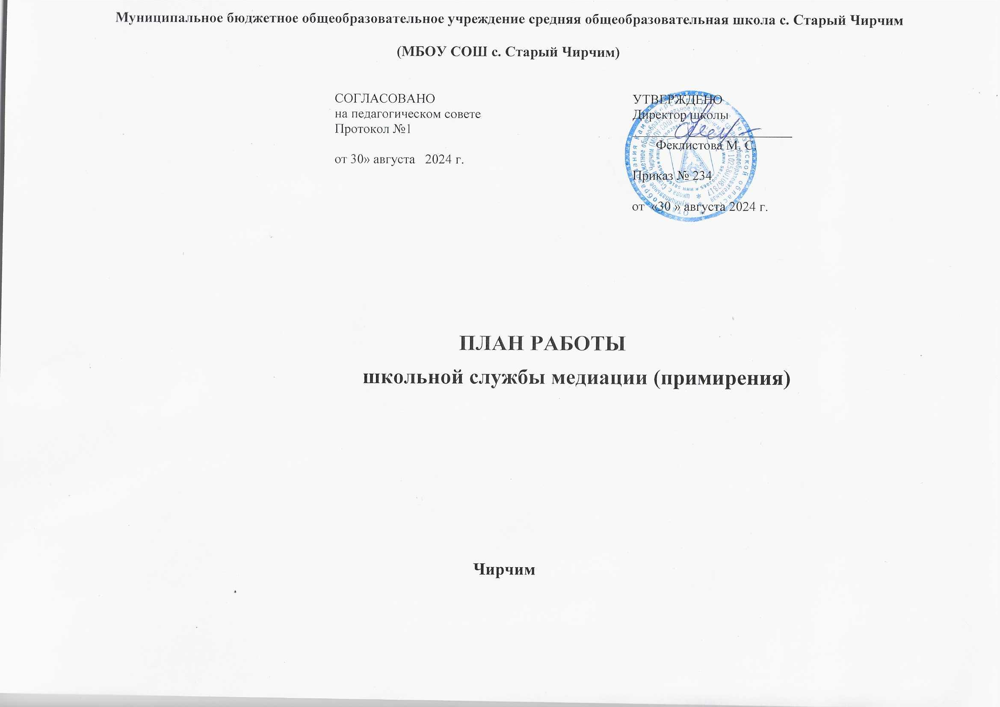 Муниципальное бюджетное общеобразовательное учреждение средняя общеобразовательная школа с. Старый Чирчим
(МБОУ СОШ с. Старый Чирчим)
СОГЛАСОВАНО
на педагогическом совете
Протокол №1
от 30» августа 2024 г.
УТВЕРЖДЕНО
Директор школы
Феклистова М. С.
Приказ № 234
от «30 » августа 2024 г.
ПЛАН РАБОТЫ
школьной службы медиации (примирения)
Чирчим